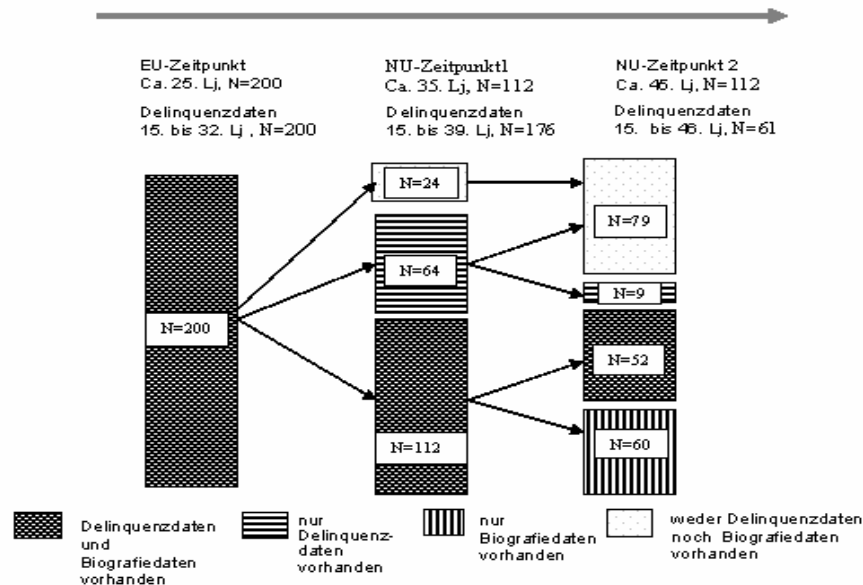 EU-Zeitpunkt
Ca. 25. Lj, N=200
Delinquenzdaten
15. bis 32. Lj , N=200
NU-Zeitpunkt1
Ca. 35. Lj, N=112
Delinquenzdaten
15. bis 39. Lj, N=176
NU-Zeitpunkt 2
Ca. 45. Lj, N=112
Delinquenzdaten
15. bis 46. Lj, N=61
N=24
N=79
N=64
N=9
N=200
N=52
N=112
N=60
Delinquenzdaten
und
Biografiedaten
vorhanden
nur
Delinquenz-
daten
vorhanden
nur
Biografiedaten
vorhanden
weder Delinquenzdaten
noch Biografiedaten
vorhanden